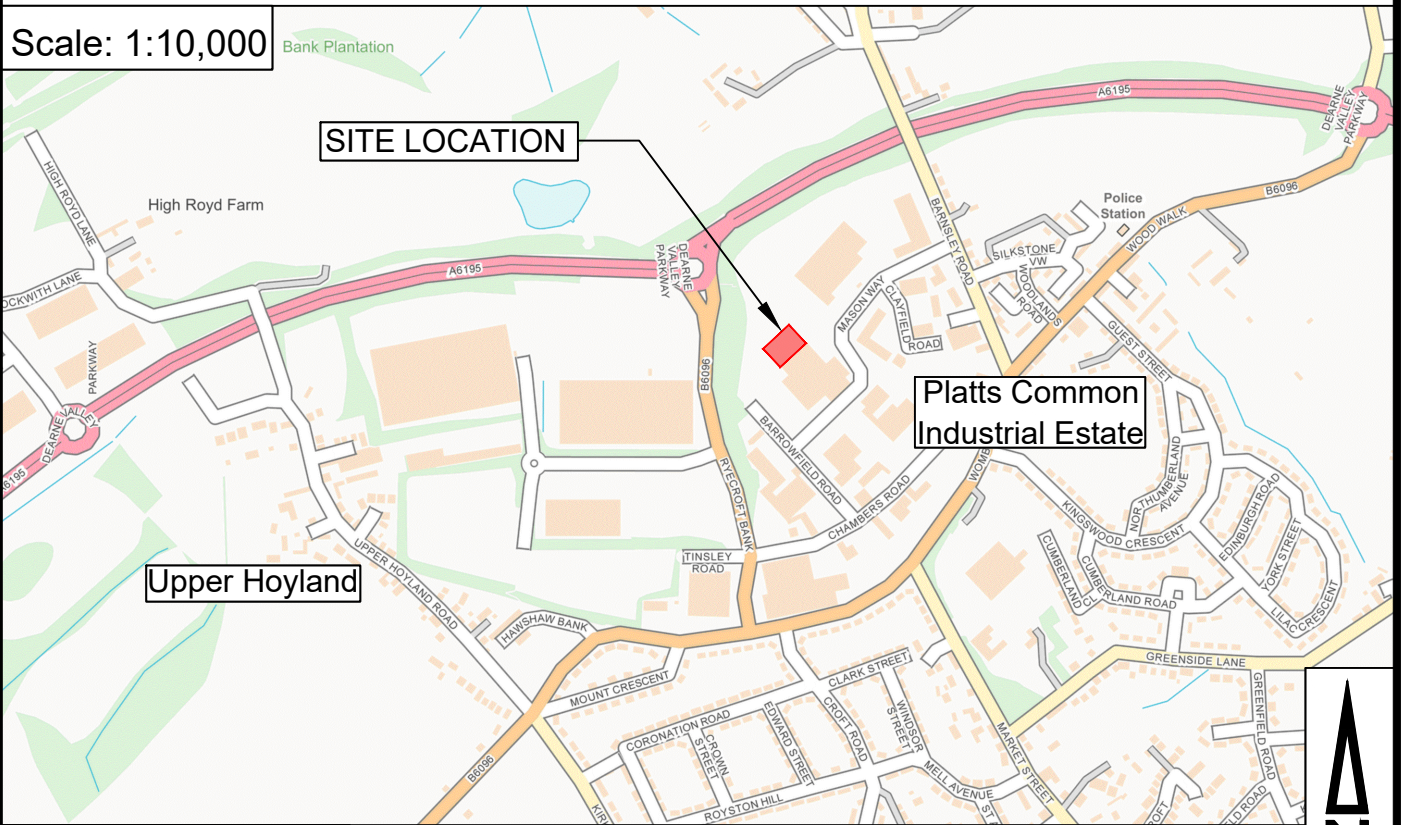 Scale: 1:10,000
Bank Plantation
A6195
DEARNE
VALLEY
PARKWAY
SITE LOCATION
HIGH ROYD LANE
High Royd Farm
Police
Station
B6096
WOOD WALK
BARNSLEY ROAD
SILKSTONE
VW
WOODLANDS
ROAD
DEARNE
VALLEY
PARKWAY
A6195
MASON WAY
CLAYFIELD
ROAD
GUEST STREET
PARKWAY
DEARNE VALLEY
A6195
B6096
Platts Common
Industrial Estate
BARROWFIELD ROAD
CHAMBERS ROAD
RYECROFT BANK
NORTHUMBERLAND
AVENUE
KINGSWOOD CRESCENT
EDINBURGH ROAD
YORK STREET
LILAC CRESCENT
CUMBERLAND
CUMBERLAND ROAD
TINSLEY
ROAD
Upper Hoyland
UPPER HOYLAND ROAD
HAWSHAW BANK
GREENSIDE LANE
GREENFIELD ROAD
MOUNT CRESCENT
CLARK STREET
CORONATION ROAD
CROWN
STREET
EDWARD STREET
CROFT ROAD
WINDSOR
STREET
MARKET STREET
MELL AVENUE
B6096
ROYSTON HILL